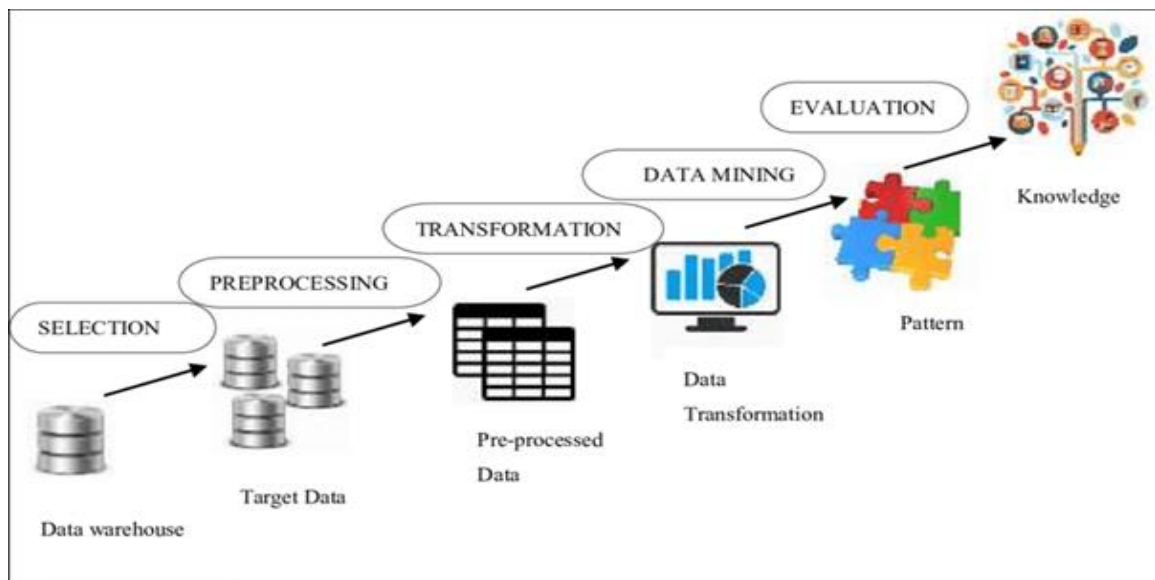 EVALUATION
DATA MINING
Knowledge
TRANSFORMATION
PREPROCESSING
Pattern
SELECTION
Data
Transformation
Pre-processed
Data
Target Data
Data warehouse